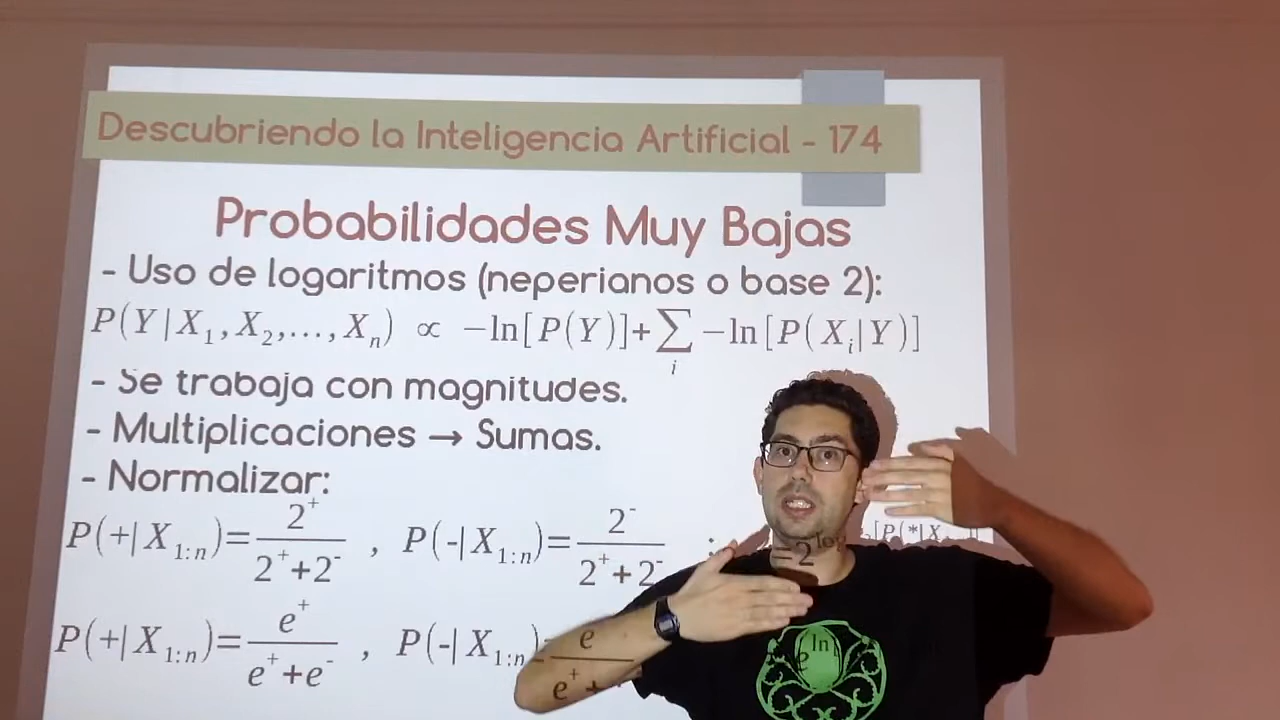 Descubriendo la Inteligencia Artificial - 174
Probabilidades Muy Bajas
- Uso de logaritmos (neperianos o base 2):
P(Y|X₁,X₂,...,Xₙ) ∝ −ln[P(Y)]+∑ᵢ −ln[P(Xᵢ|Y)]
- Se trabaja con magnitudes.
- Multiplicaciones → Sumas.
- Normalizar:
P(+|X₁:ₙ)=2⁺/(2⁺+2⁻) , P(-|X₁:ₙ)=2⁻/(2⁺+2⁻) :
P(+|X₁:ₙ)=e⁺/(e⁺+e⁻) , P(-|X₁:ₙ)